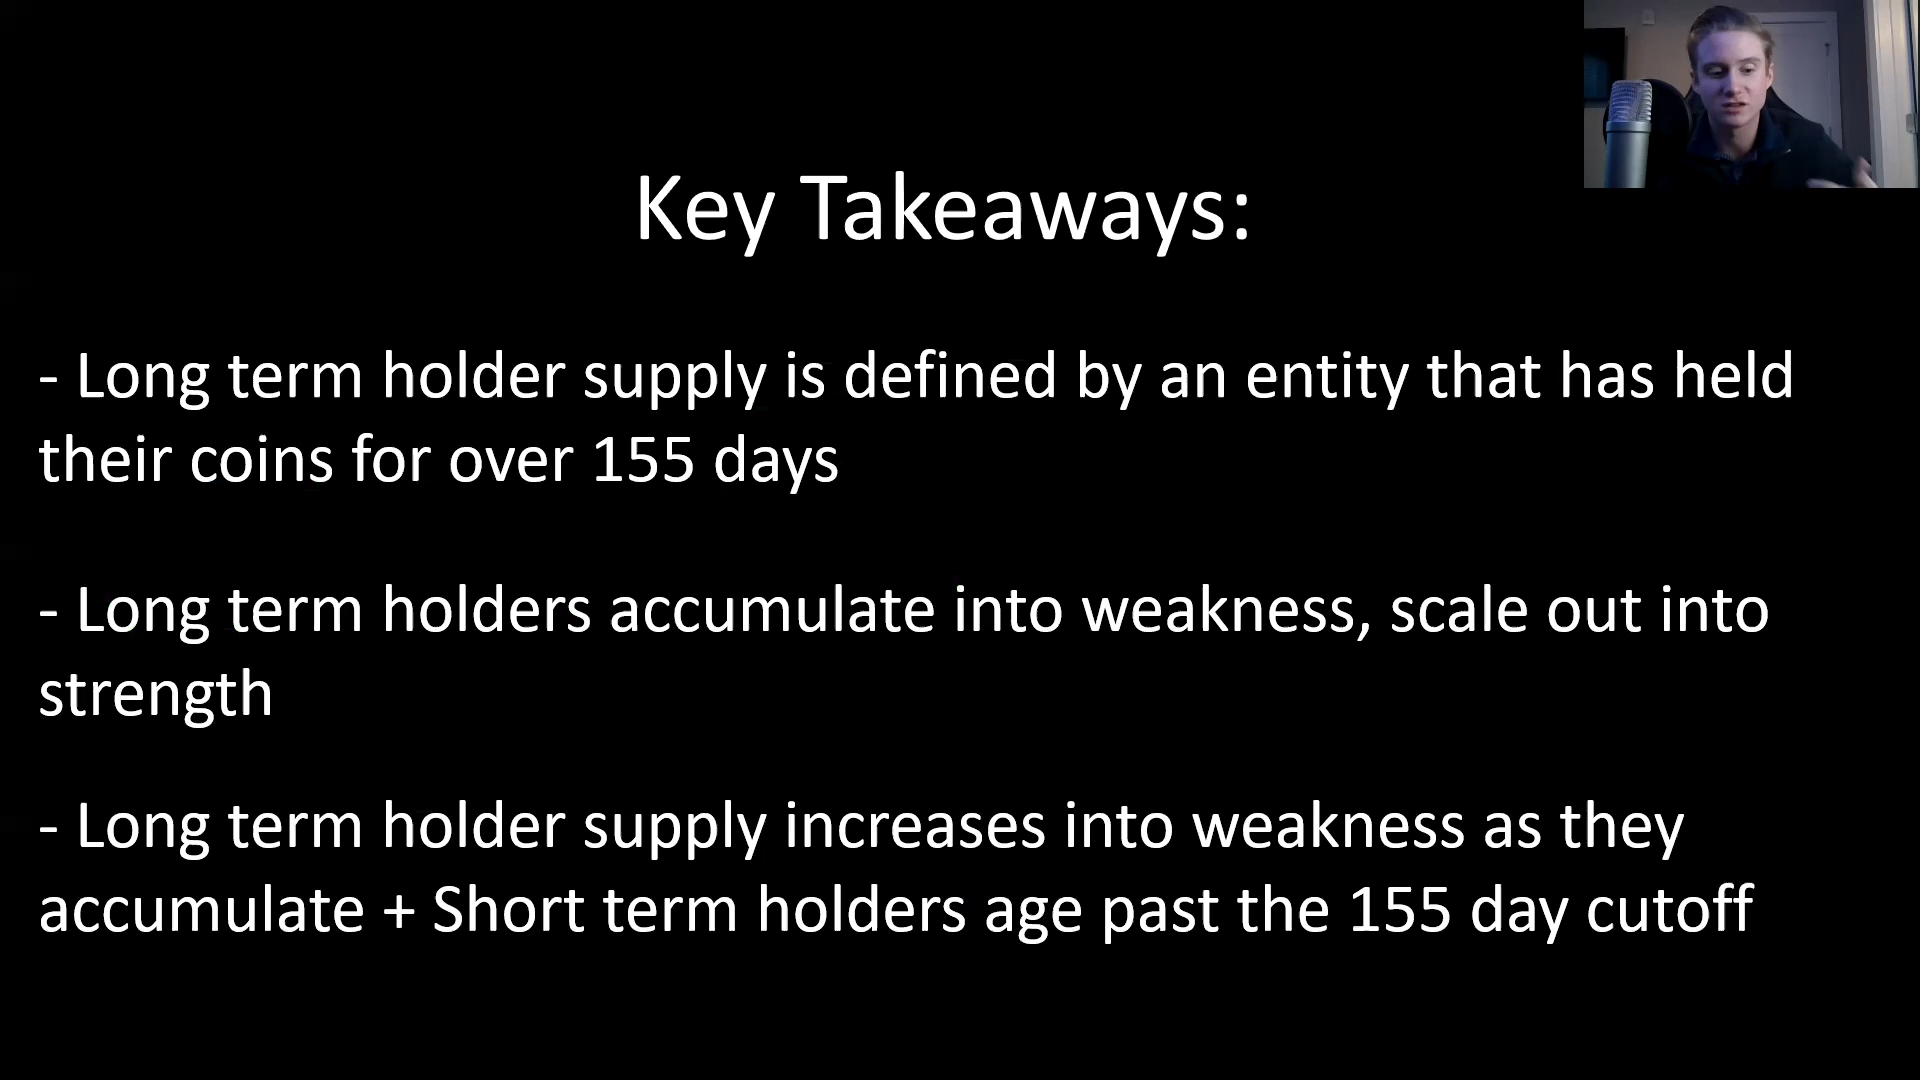 Key Takeaways:
- Long term holder supply is defined by an entity that has held
their coins for over 155 days
- Long term holders accumulate into weakness, scale out into
strength
- Long term holder supply increases into weakness as they
accumulate + Short term holders age past the 155 day cutoff